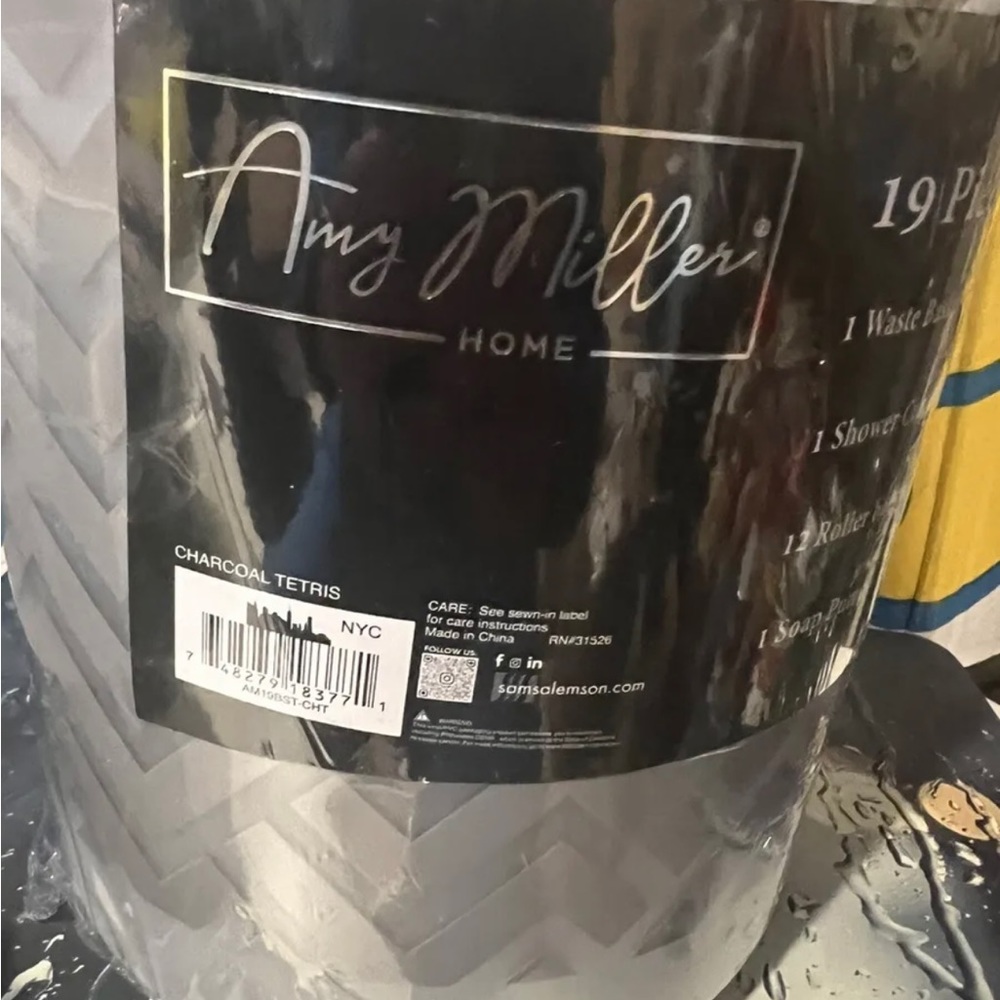 Amy Miller®
HOME
19
1 Waste
1 Shower
12 Roller
1 Soap
CHARCOAL TETRIS
NYC
7 48279 18377 1
AM19BST-CHT
CARE: See sewn-in label
for care instructions
Made in China RN#31526
FOLLOW US:
samsalemson.com
WARNING